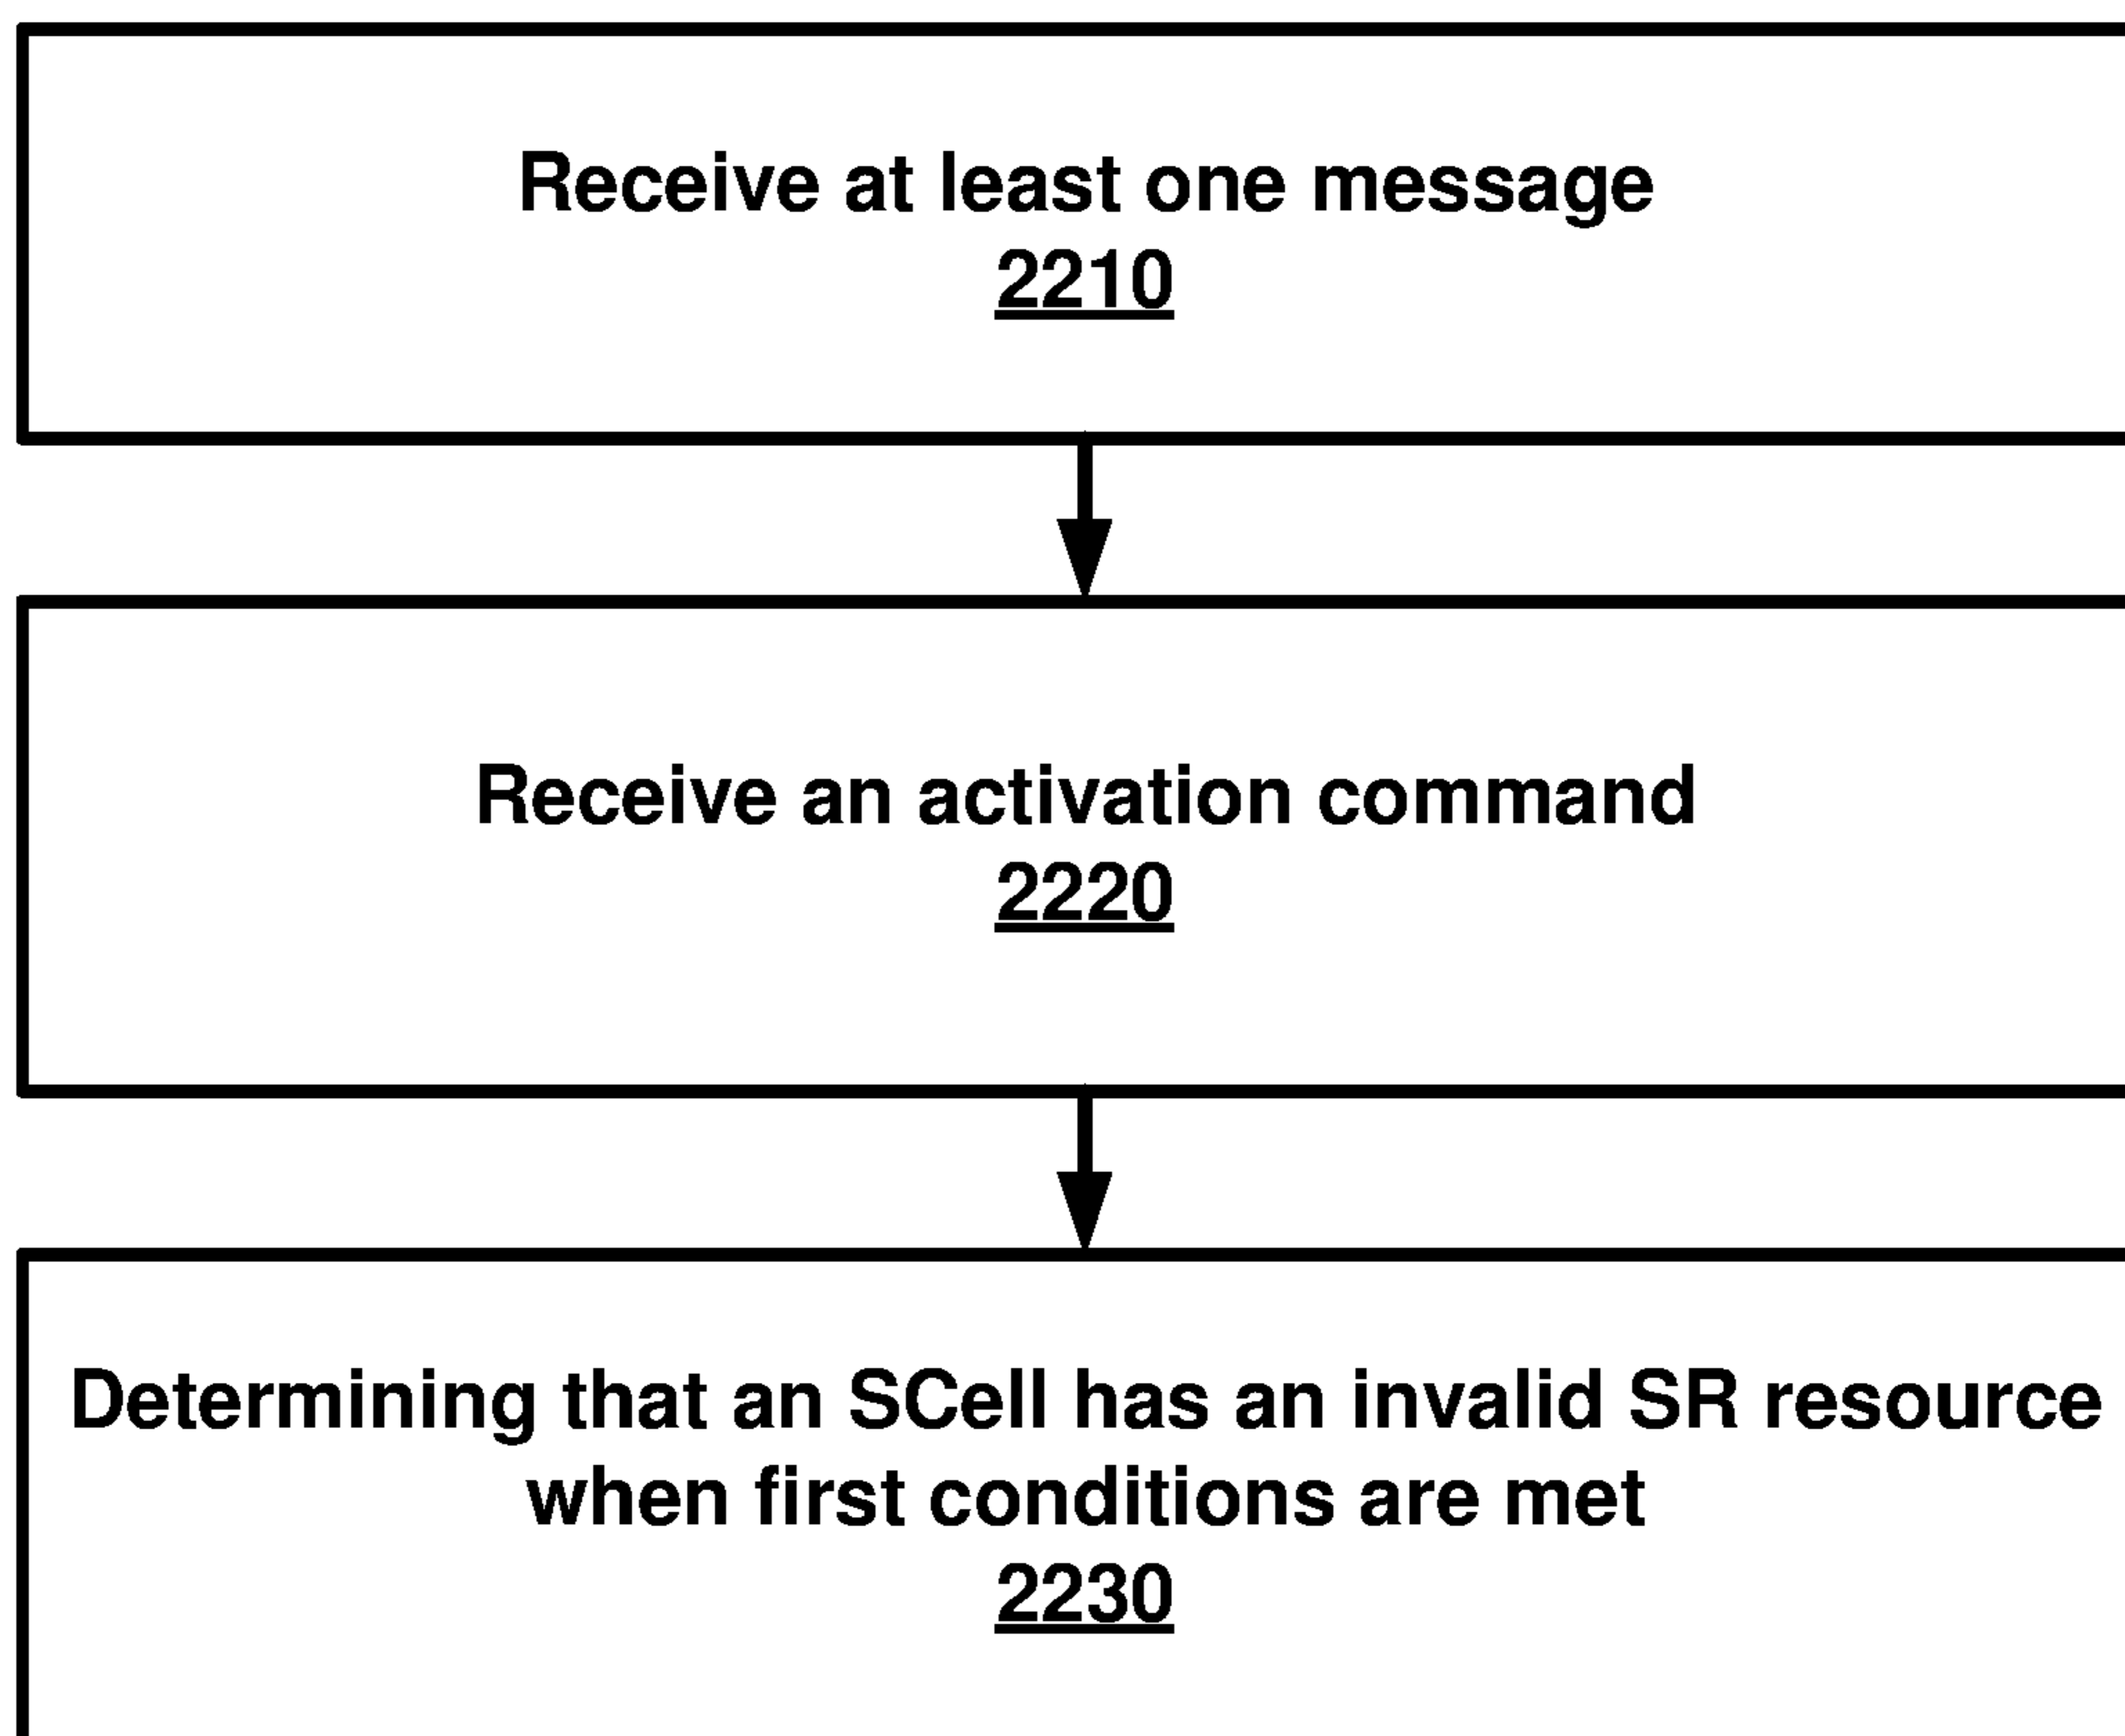 Receive at least one message
2210
Receive an activation command
2220
Determining that an SCell has an invalid SR resource
when first conditions are met
2230